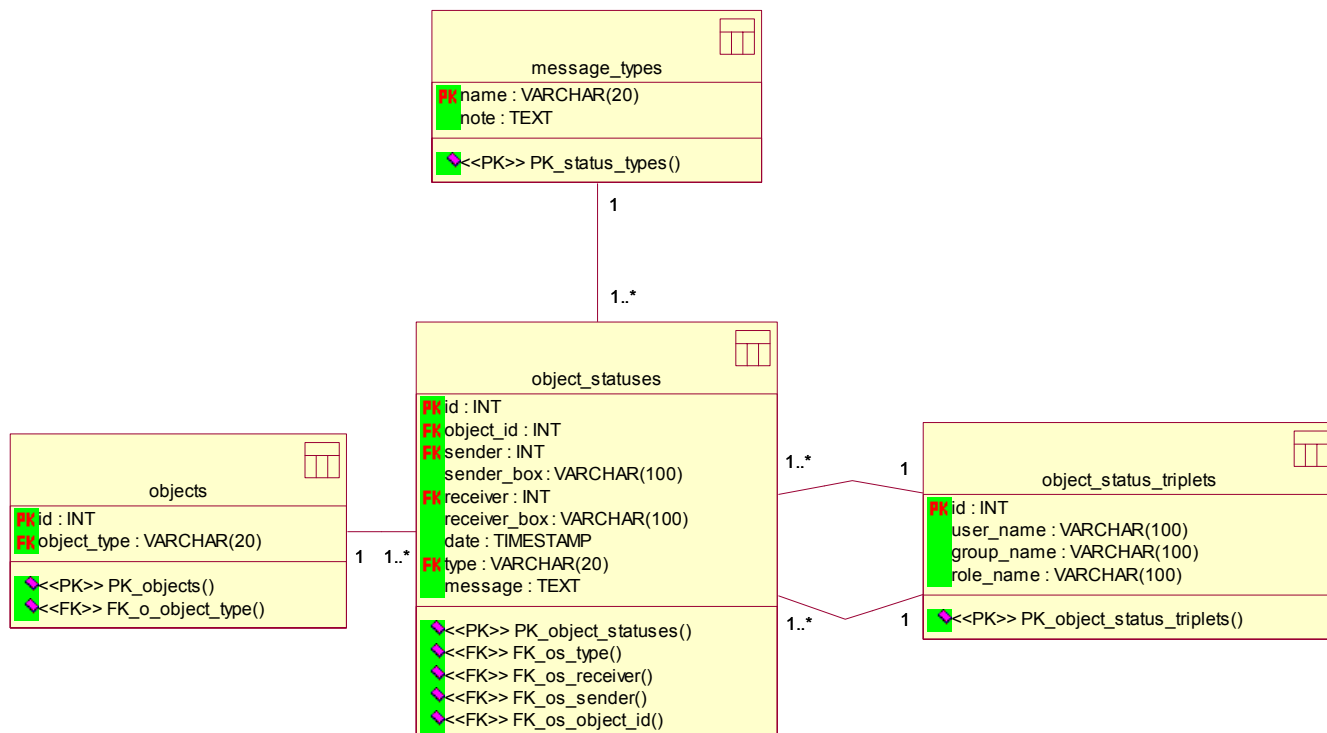 message_types
PK name : VARCHAR(20)
note : TEXT
<<PK>> PK_status_types()
1
1..*
object_statuses
PK id : INT
FK object_id : INT
FK sender : INT
sender_box : VARCHAR(100)
FK receiver : INT
receiver_box : VARCHAR(100)
date : TIMESTAMP
FK type : VARCHAR(20)
message : TEXT
<<PK>> PK_object_statuses()
<<FK>> FK_os_type()
<<FK>> FK_os_receiver()
<<FK>> FK_os_sender()
<<FK>> FK_os_object_id()
objects
PK id : INT
FK object_type : VARCHAR(20)
<<PK>> PK_objects()
<<FK>> FK_o_object_type()
1 1..*
1..* 1
1..* 1
object_status_triplets
PK id : INT
user_name : VARCHAR(100)
group_name : VARCHAR(100)
role_name : VARCHAR(100)
<<PK>> PK_object_status_triplets()